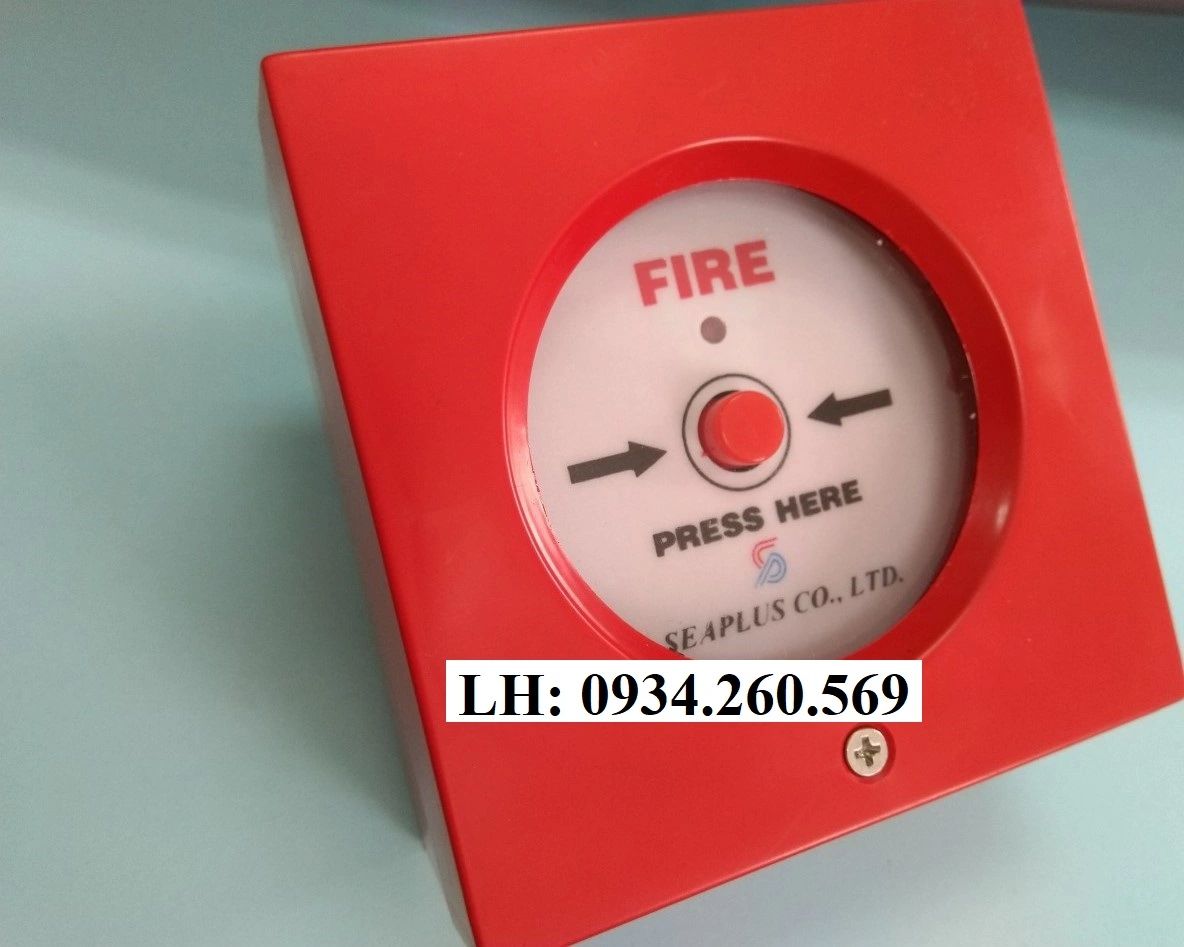 FIRE
PRESS HERE
SEAPLUS CO., LTD.
LH: 0934.260.569